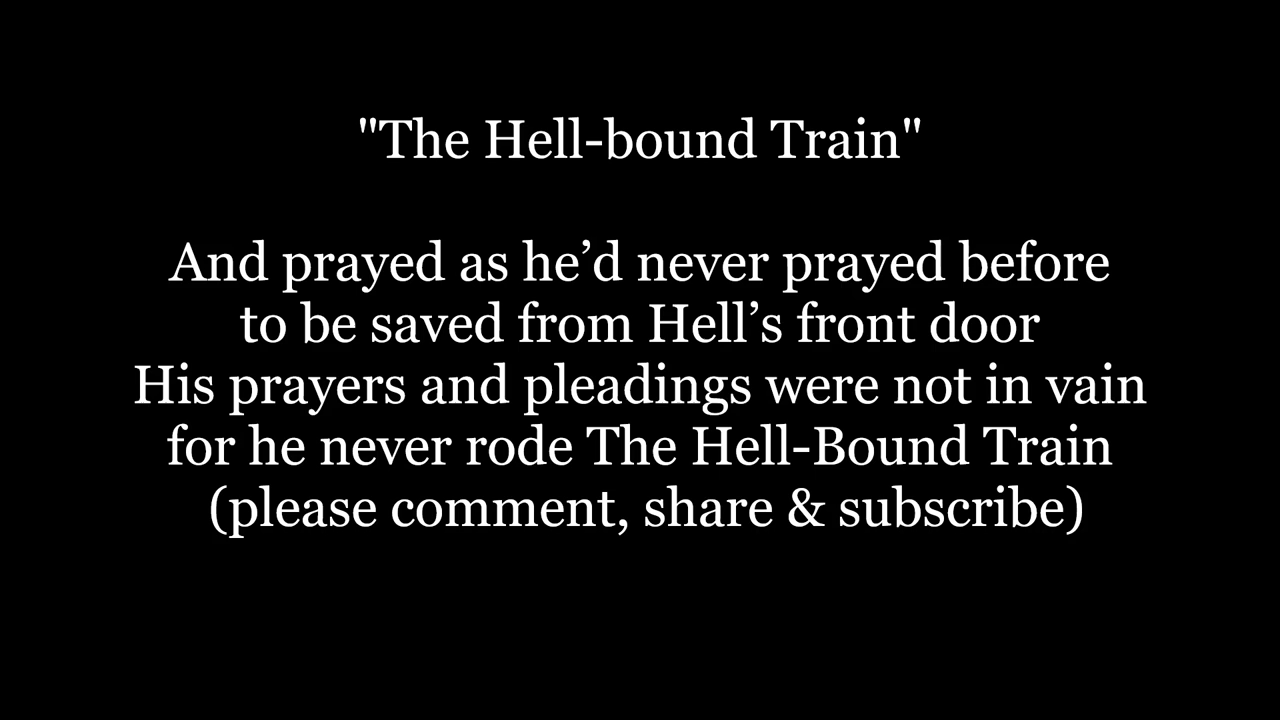 "The Hell-bound Train"
And prayed as he’d never prayed before
to be saved from Hell’s front door
His prayers and pleadings were not in vain
for he never rode The Hell-Bound Train
(please comment, share & subscribe)